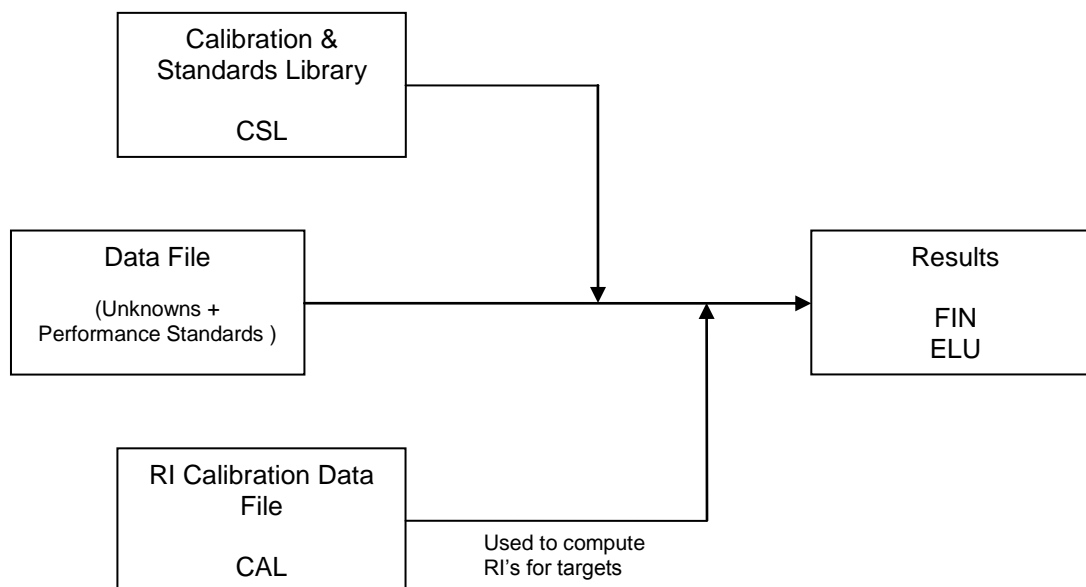 Calibration &
Standards Library
CSL
Data File
(Unknowns +
Performance Standards )
Results
FIN
ELU
RI Calibration Data
File
CAL
Used to compute
RI's for targets